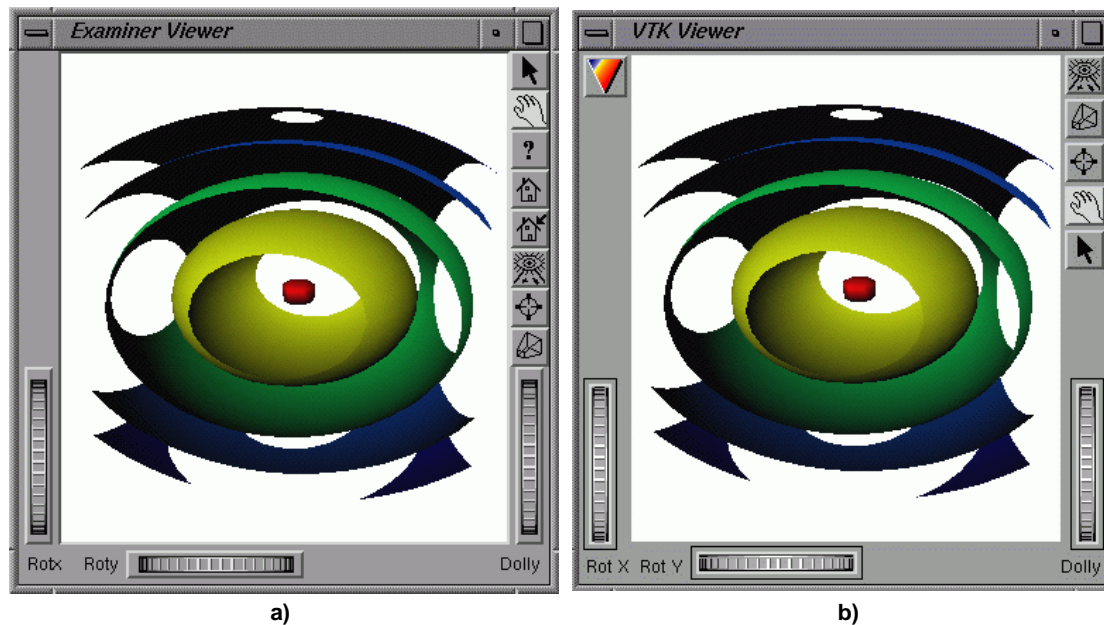 Examiner Viewer
?
Rotx Roty Dolly
a)
VTK Viewer
Rot X Rot Y Dolly
b)